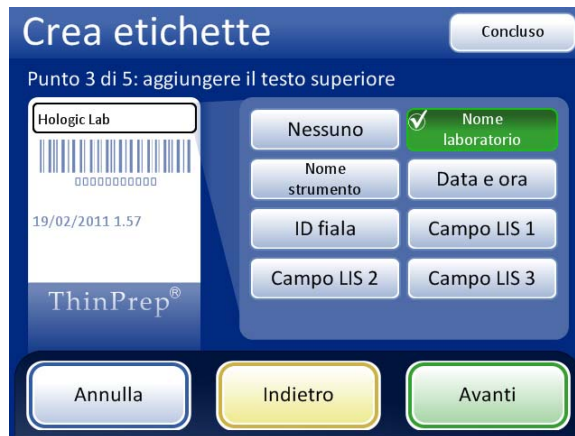 Crea etichette
Concluso
Punto 3 di 5: aggiungere il testo superiore
Hologic Lab
00000000000
19/02/2011 1.57
ThinPrep®
Nessuno
Nome
laboratorio
Nome
strumento
Data e ora
ID fiala
Campo LIS 1
Campo LIS 2
Campo LIS 3
Annulla
Indietro
Avanti